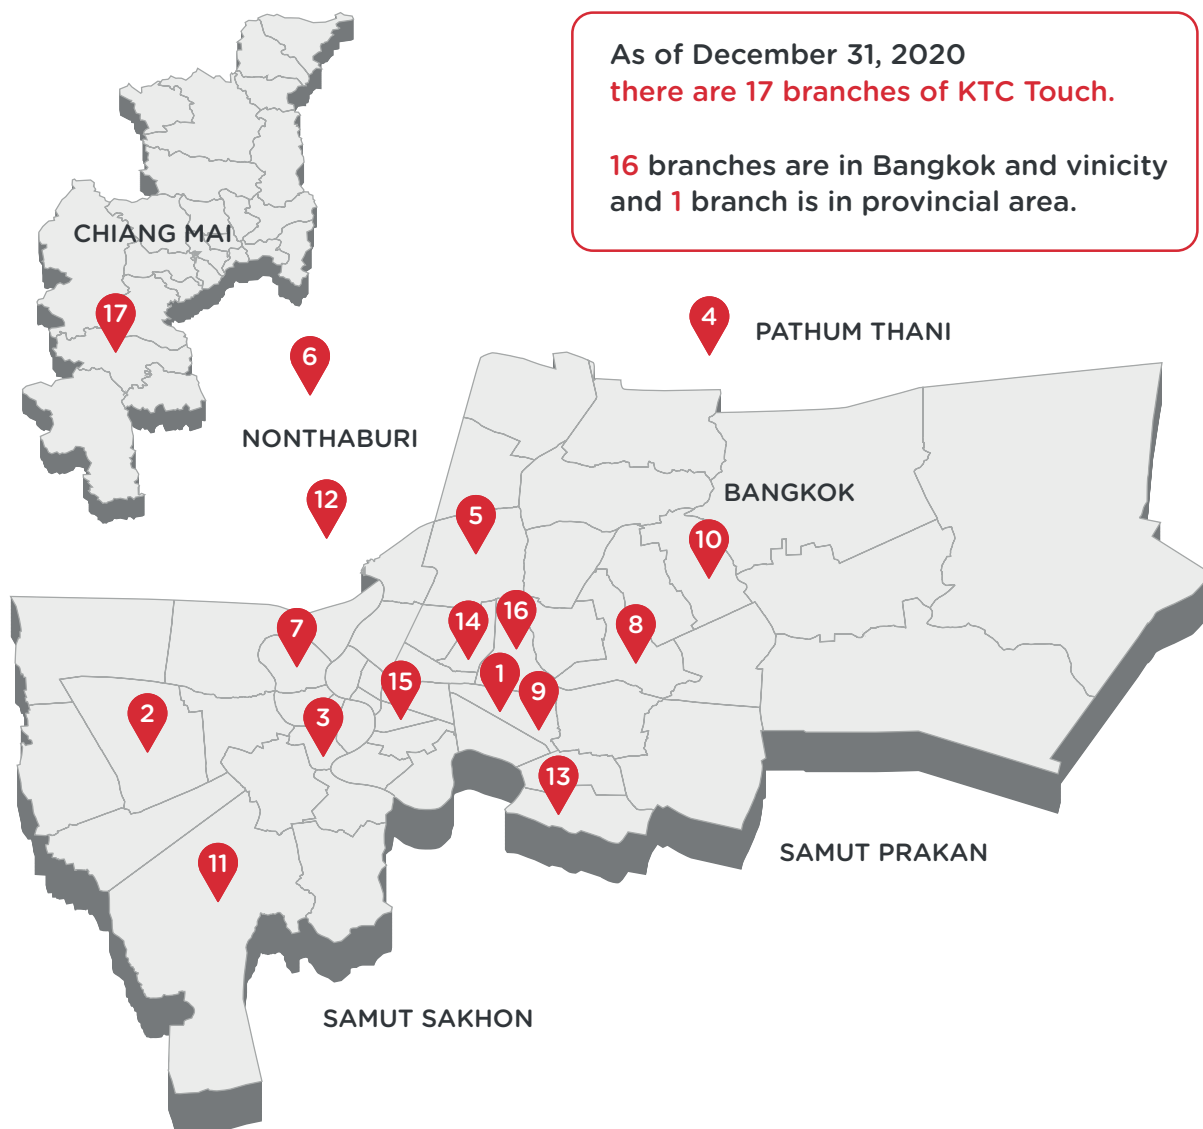 As of December 31, 2020
there are 17 branches of KTC Touch.
16 branches are in Bangkok and vinicity
and 1 branch is in provincial area.
CHIANG MAI
17
6
4
PATHUM THANI
NONTHABURI
12
5
BANGKOK
10
7
14
16
8
15
1
9
2
3
13
11
SAMUT PRAKAN
SAMUT SAKHON